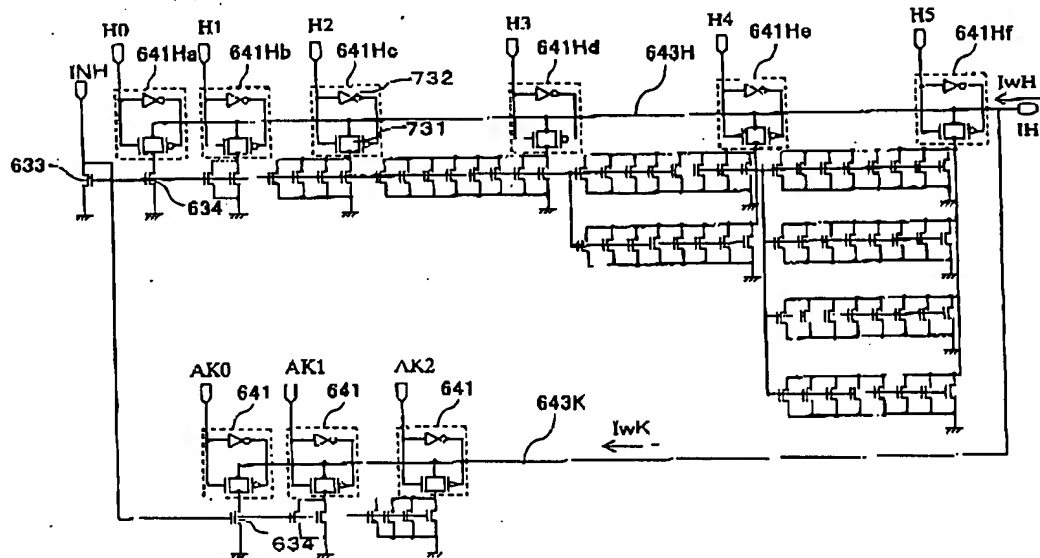 H0
H1
H2
H3
H4
H5
641Ha
641Hb
641Hc
732
641Hd
643H
641He
641Hf
INH
IwH
IH
731
633
634
AK0
AK1
AK2
641
641
641
643K
IwK
634